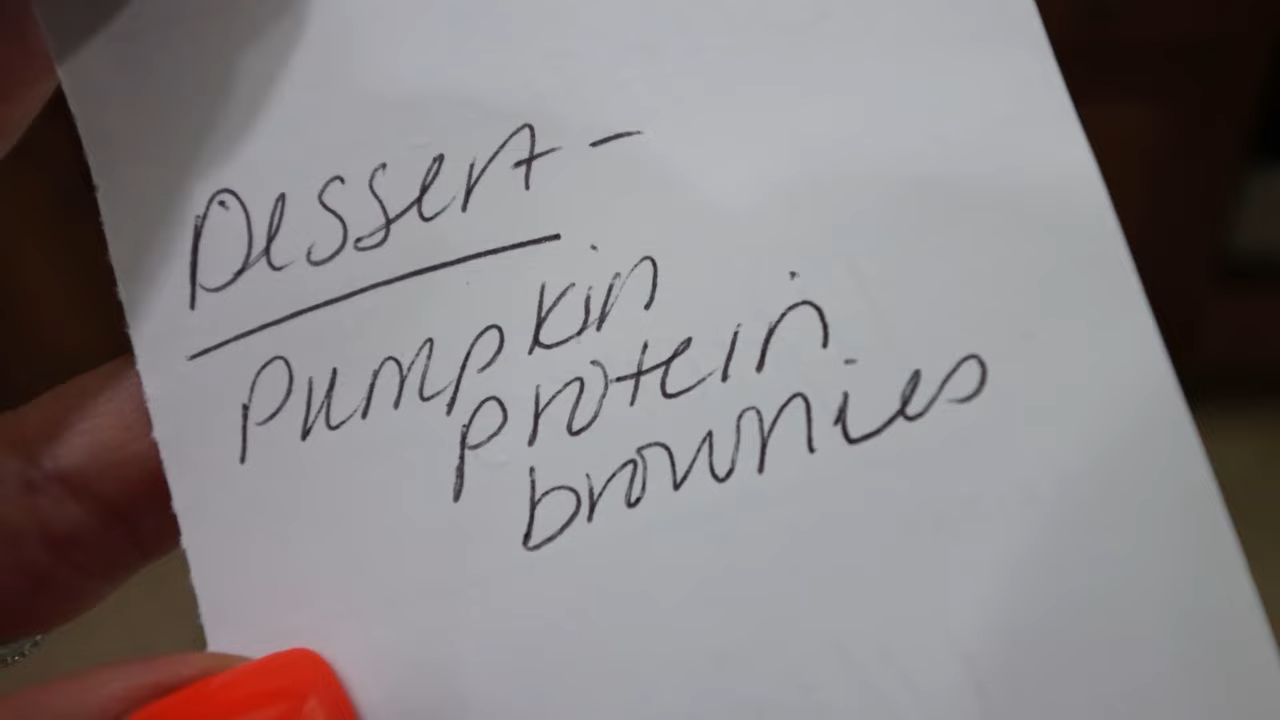 Dessert -
Pumpkin
protein
brownies